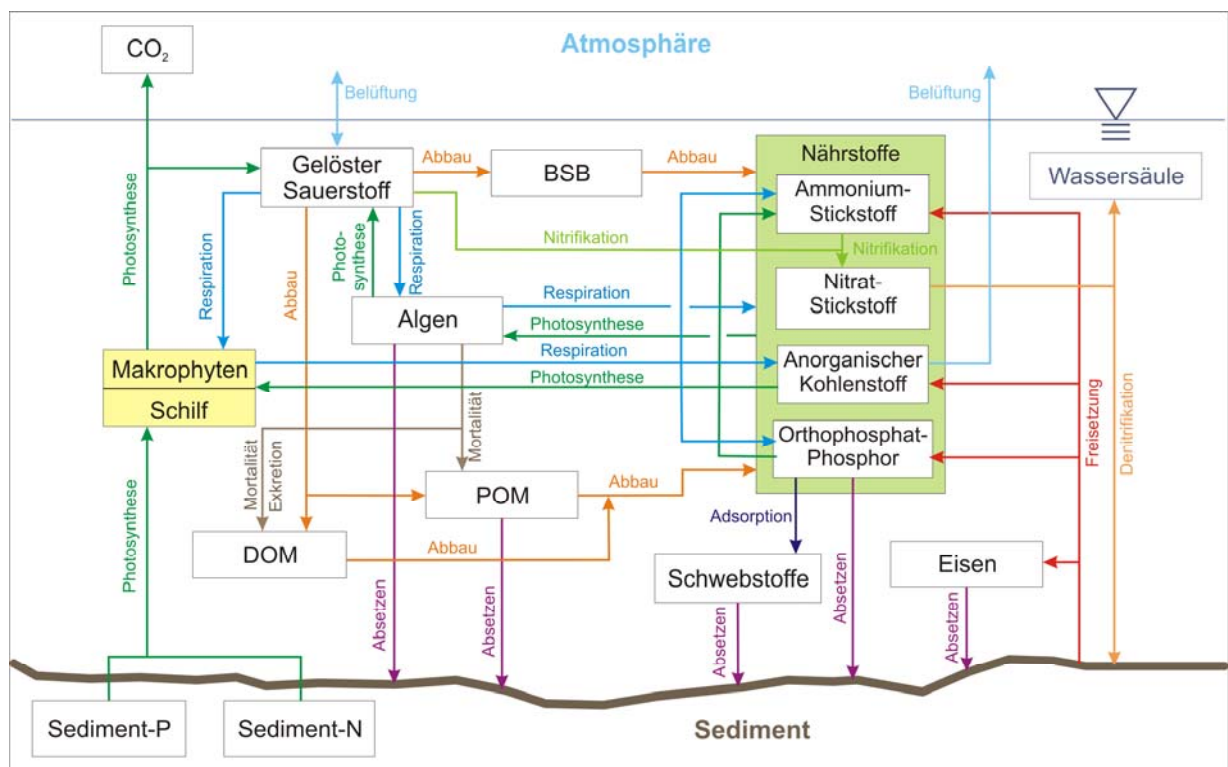 CO₂
Atmosphäre
Belüftung
Belüftung
Gelöster
Sauerstoff
Abbau
BSB
Abbau
Nährstoffe
Ammonium-
Stickstoff
Wassersäule
Photosynthese
Respiration
Abbau
Photo-
synthese
Respiration
Nitrifikation
Nitrifikation
Nitrat-
Stickstoff
Algen
Respiration
Photosynthese
Makrophyten
Schilf
Respiration
Photosynthese
Anorganischer
Kohlenstoff
Mortalität
Exkretion
Mortalität
Orthophosphat-
Phosphor
Freisetzung
Denitrifikation
POM
Abbau
DOM
Abbau
Adsorption
Schwebstoffe
Eisen
Photosynthese
Absetzen
Absetzen
Absetzen
Absetzen
Absetzen
Sediment-P
Sediment-N
Sediment